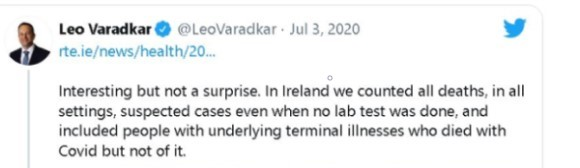 Leo Varadkar @LeoVaradkar · Jul 3, 2020
rte.ie/news/health/20...
Interesting but not a surprise. In Ireland we counted all deaths, in all
settings, suspected cases even when no lab test was done, and
included people with underlying terminal illnesses who died with
Covid but not of it.